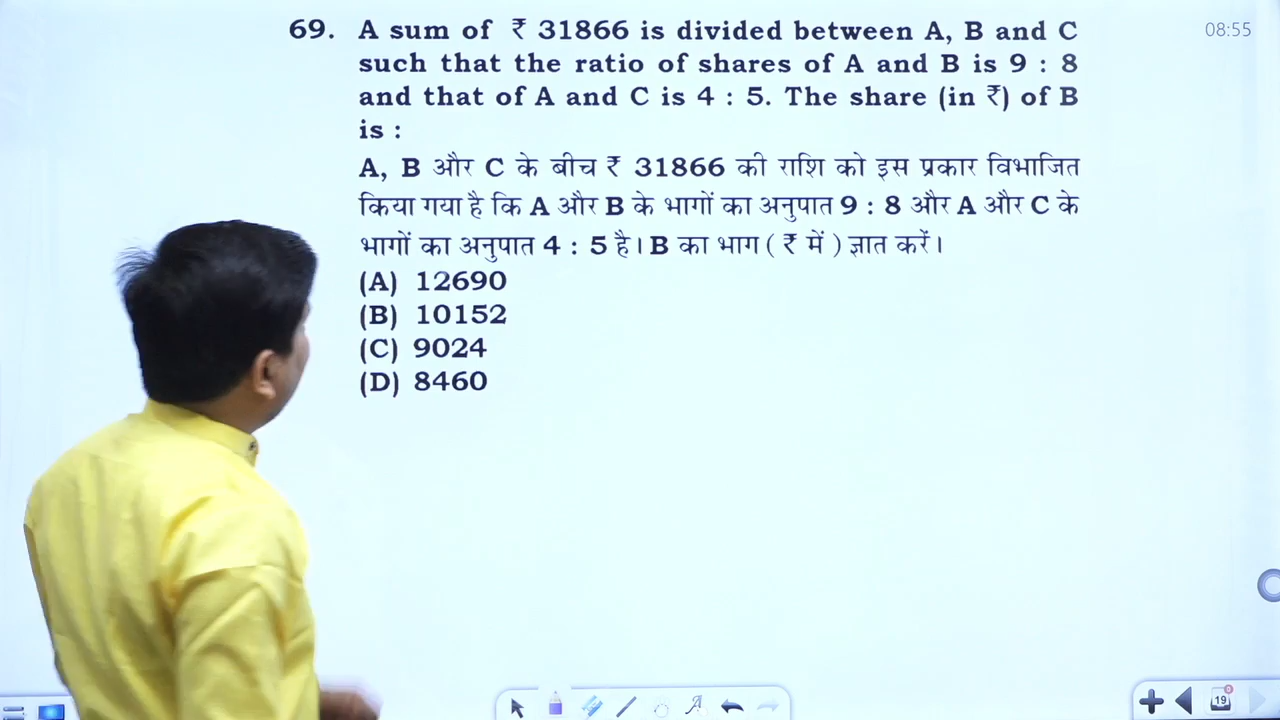 69. A sum of ₹ 31866 is divided between A, B and C
such that the ratio of shares of A and B is 9 : 8
and that of A and C is 4 : 5. The share (in ₹) of B
is :
A, B और C के बीच ₹ 31866 की राशि को इस प्रकार विभाजित
किया गया है कि A और B के भागों का अनुपात 9 : 8 और A और C के
भागों का अनुपात 4 : 5 है। B का भाग ( ₹ में ) ज्ञात करें।
(A) 12690
(B) 10152
(C) 9024
(D) 8460
08:55
19
0